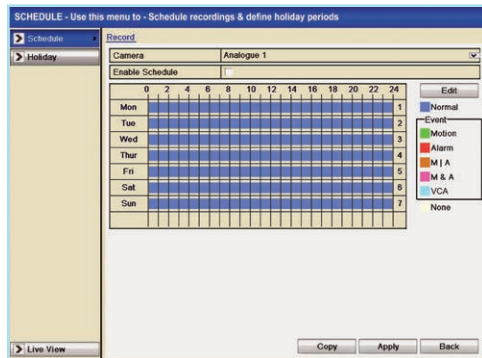 SCHEDULE - Use this menu to - Schedule recordings & define holiday periods
Schedule
Holiday
Record
Camera Analogue 1
Enable Schedule
0 2 4 6 8 10 12 14 16 18 20 22 24
Edit
Mon 1
Tue 2
Wed 3
Thur 4
Fri 5
Sat 6
Sun 7
Normal
Event
Motion
Alarm
M | A
M & A
VCA
None
Live View
Copy Apply Back